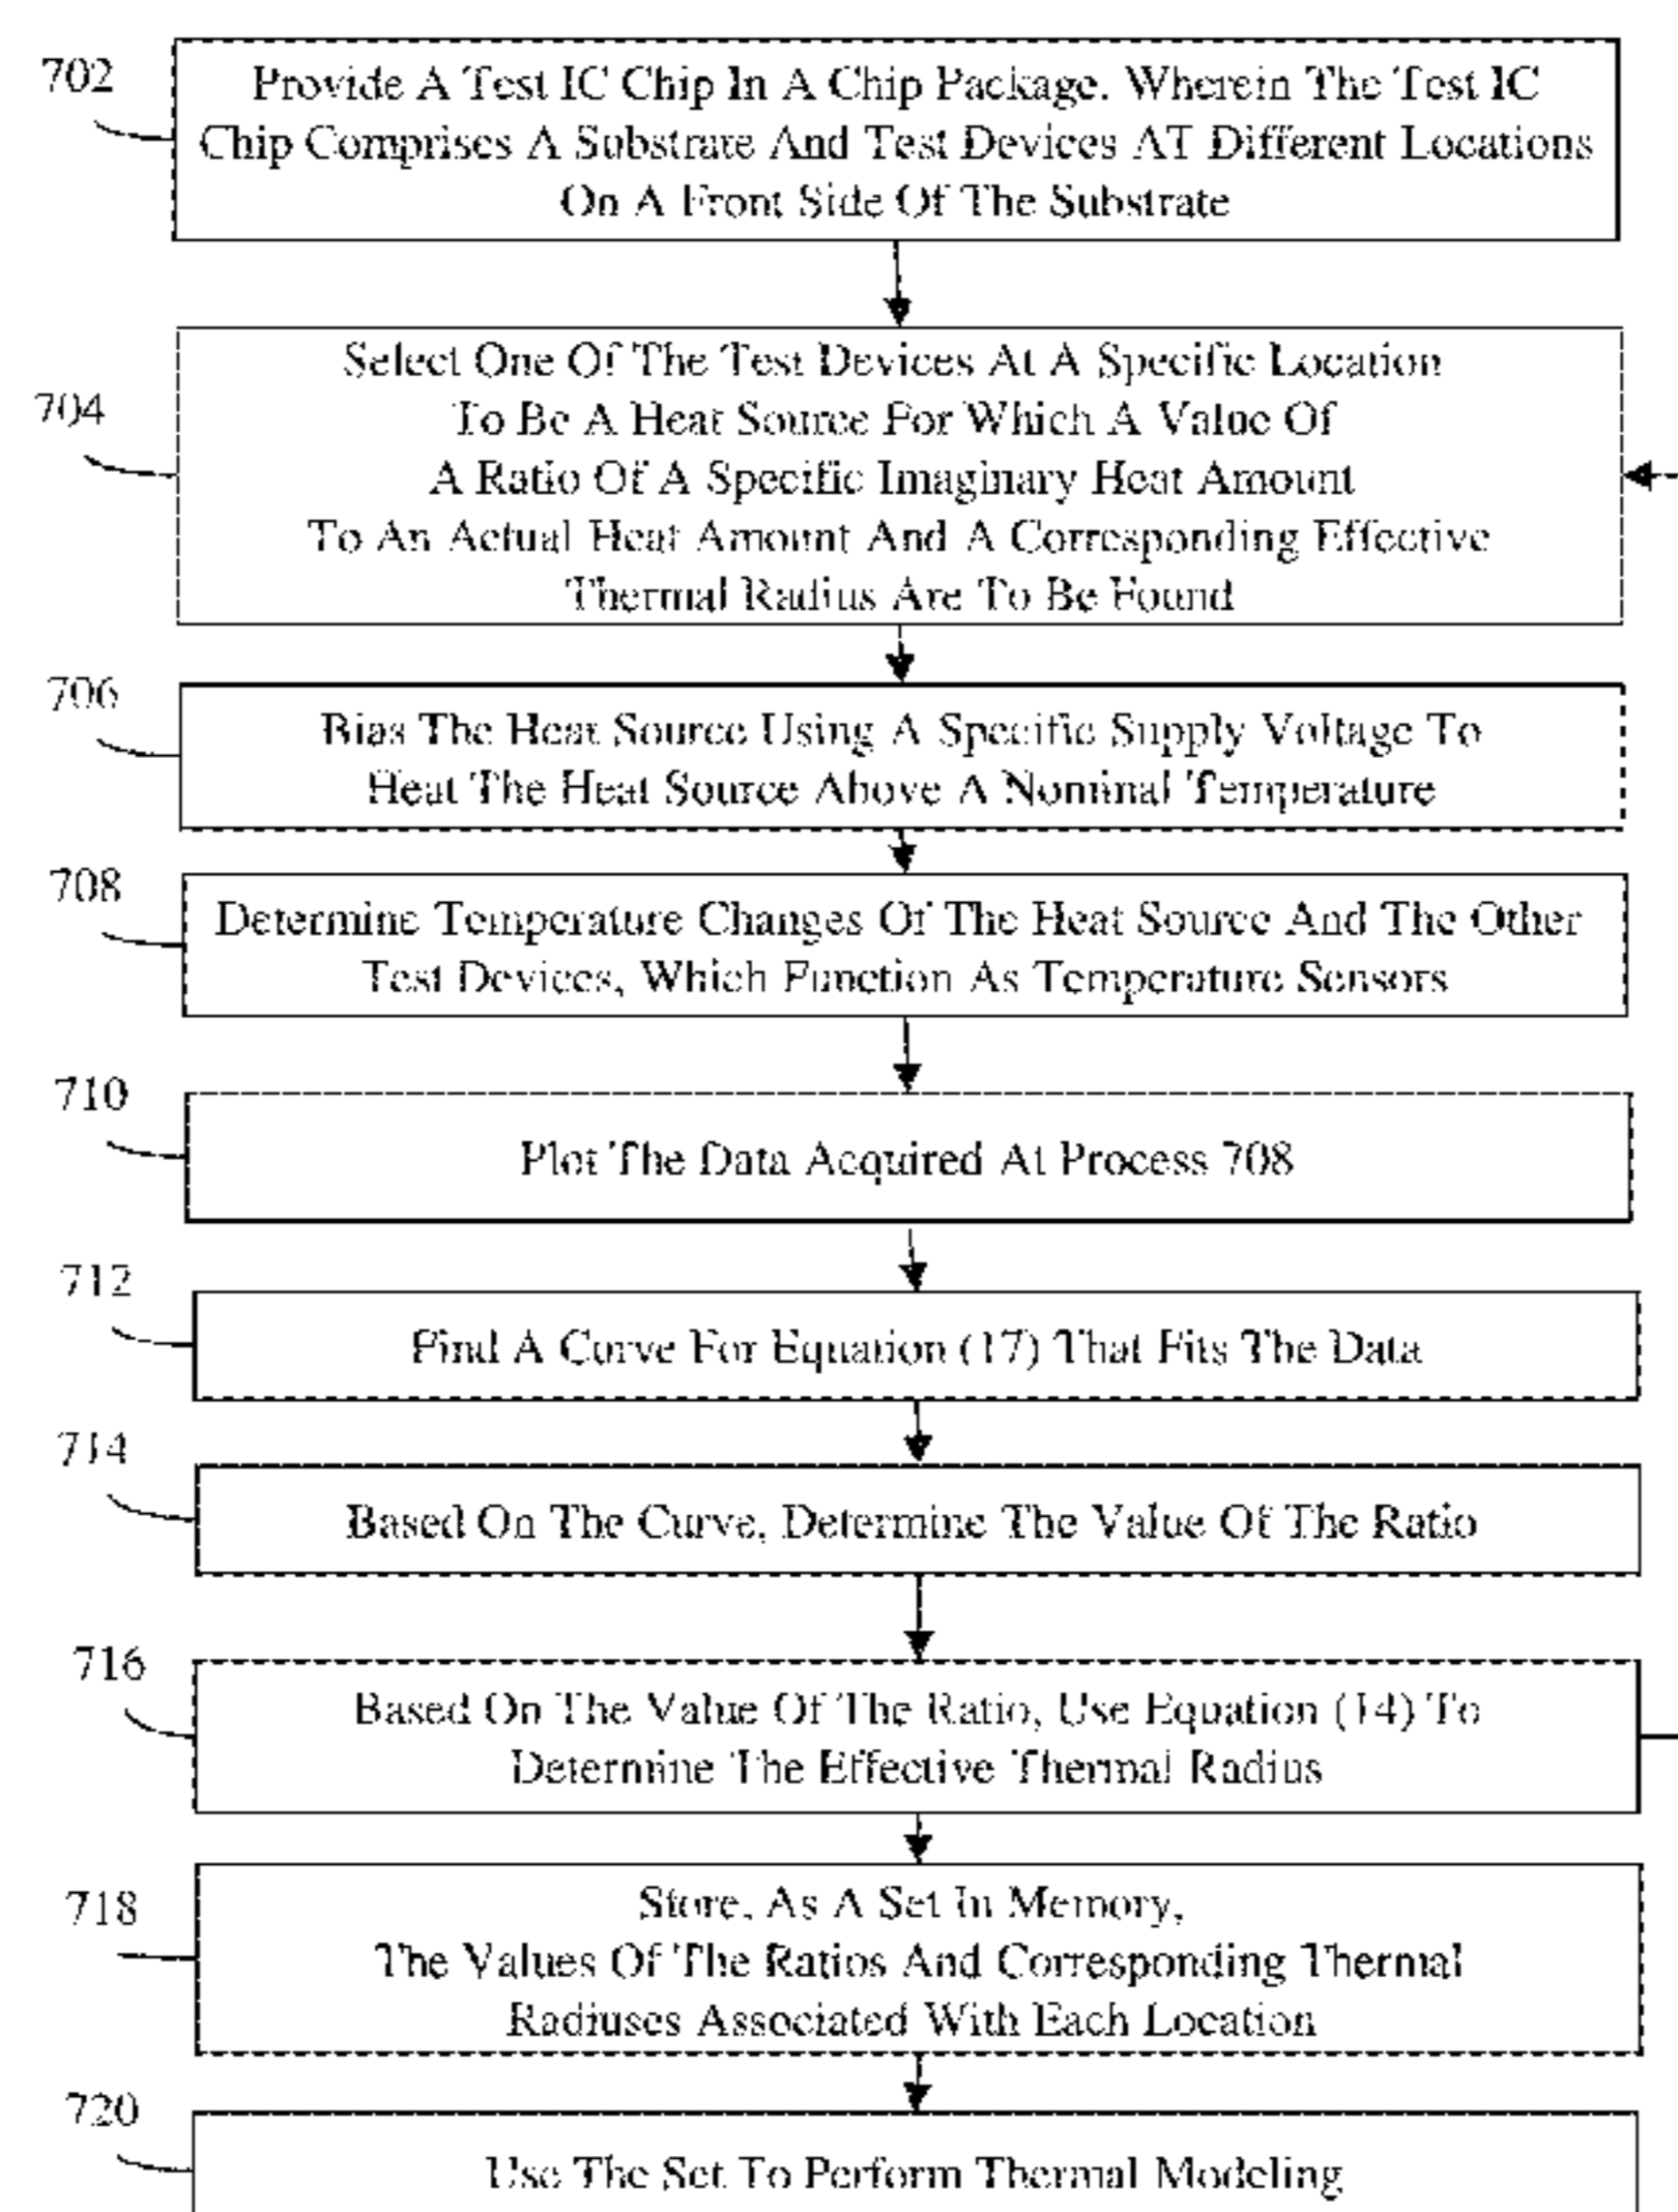 702
Provide A Test IC Chip In A Chip Package. Wherein The Test IC
Chip Comprises A Substrate And Test Devices AT Different Locations
On A Front Side Of The Substrate
704
Select One Of The Test Devices At A Specific Location
To Be A Heat Source For Which A Value Of
A Ratio Of A Specific Imaginary Heat Amount
To An Actual Heat Amount And A Corresponding Effective
Thermal Radius Are To Be Found
706
Bias The Heat Source Using A Specific Supply Voltage To
Heat The Heat Source Above A Nominal Temperature
708
Determine Temperature Changes Of The Heat Source And The Other
Test Devices, Which Function As Temperature Sensors
710
Plot The Data Acquired At Process 708
712
Find A Curve For Equation (17) That Fits The Data
714
Based On The Curve, Determine The Value Of The Ratio
716
Based On The Value Of The Ratio, Use Equation (14) To
Determine The Effective Thermal Radius
718
Store, As A Set In Memory,
The Values Of The Ratios And Corresponding Thermal
Radiuses Associated With Each Location
720
Use The Set To Perform Thermal Modeling